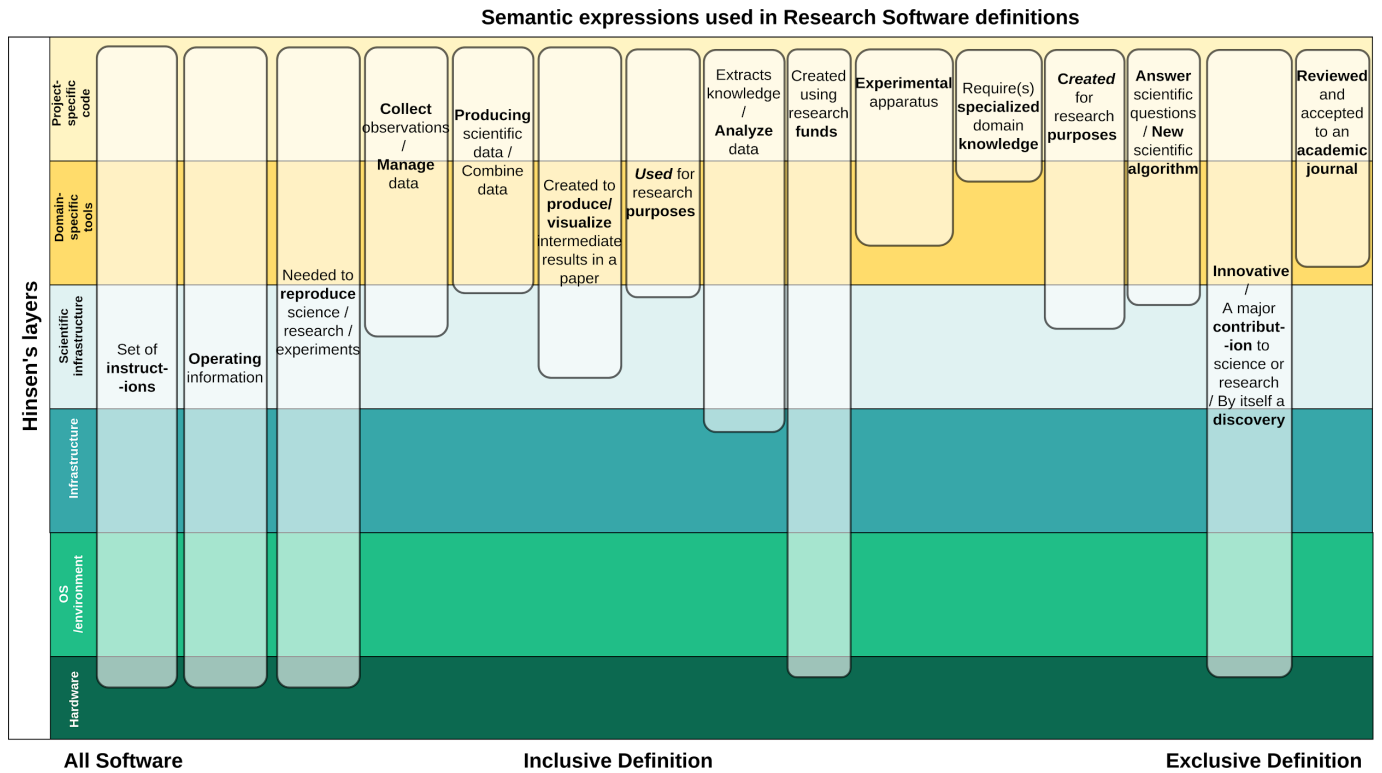 Semantic expressions used in Research Software definitions
Hinsen's layers
Project-
specific
code
Domain-
specific
tools
Scientific
infrastructure
Infrastructure
OS
/environment
Hardware
Set of
instruct-
-ions
Operating
information
Needed to
reproduce
science /
research /
experiments
Collect
observations
/
Manage
data
Producing
scientific
data /
Combine
data
Created to
produce/
visualize
intermediate
results in a
paper
Used for
research
purposes
Extracts
knowledge
/
Analyze
data
Created
using
research
funds
Experimental
apparatus
Require(s)
specialized
domain
knowledge
Created
for
research
purposes
Answer
scientific
questions
/ New
scientific
algorithm
Innovative
/
A major
contribut-
-ion to
science or
research
/ By itself a
discovery
Reviewed
and
accepted
to an
academic
journal
All Software
Inclusive Definition
Exclusive Definition